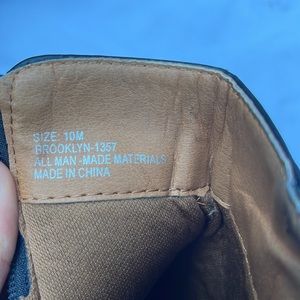 SIZE: 10M
BROOKLYN-1357
ALL MAN-MADE MATERIALS
MADE IN CHINA